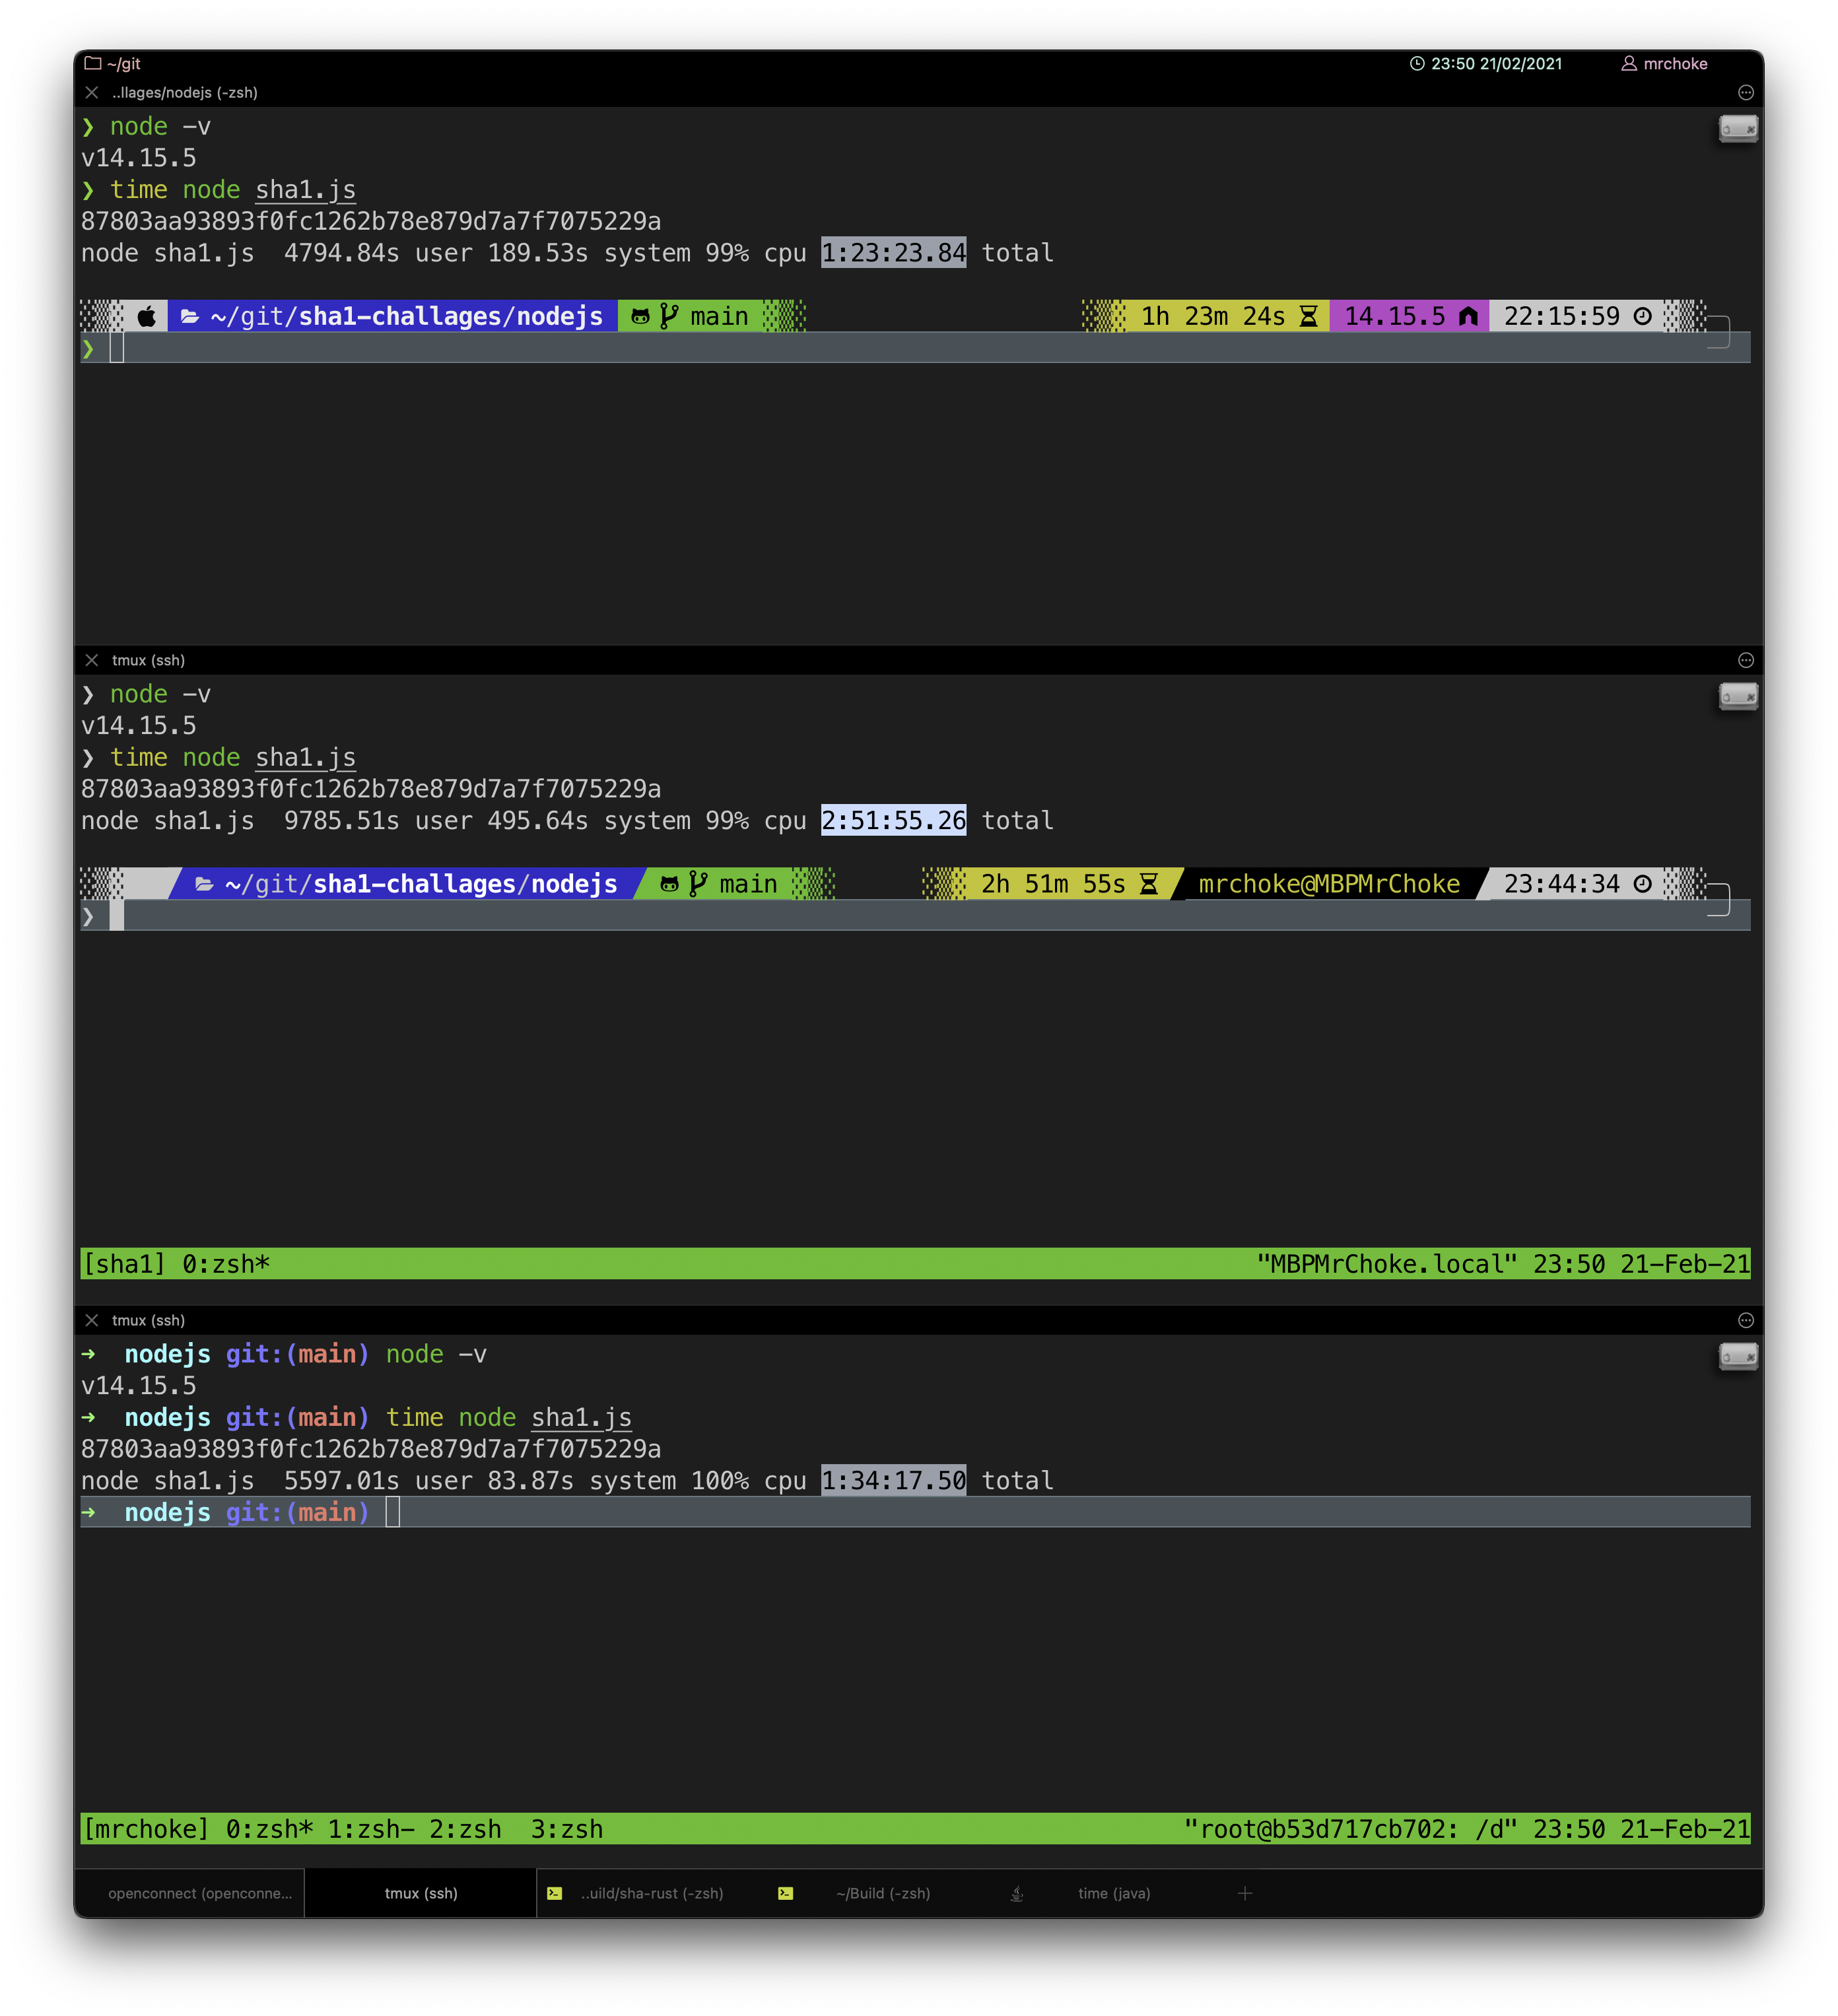 ~/git 23:50 21/02/2021 mrchoke
..llages/nodejs (-zsh)
❯ node -v
v14.15.5
❯ time node sha1.js
87803aa93893f0fc1262b78e879d7a7f7075229a
node sha1.js  4794.84s user 189.53s system 99% cpu 1:23:23.84 total
~/git/sha1-challages/nodejs main 1h 23m 24s 14.15.5 22:15:59
❯
tmux (ssh)
❯ node -v
v14.15.5
❯ time node sha1.js
87803aa93893f0fc1262b78e879d7a7f7075229a
node sha1.js  9785.51s user 495.64s system 99% cpu 2:51:55.26 total
~/git/sha1-challages/nodejs main 2h 51m 55s mrchoke@MBPMrChoke 23:44:34
❯
[sha1] 0:zsh* "MBPMrChoke.local" 23:50 21-Feb-21
tmux (ssh)
➜  nodejs git:(main) node -v
v14.15.5
➜  nodejs git:(main) time node sha1.js
87803aa93893f0fc1262b78e879d7a7f7075229a
node sha1.js  5597.01s user 83.87s system 100% cpu 1:34:17.50 total
➜  nodejs git:(main)
[mrchoke] 0:zsh* 1:zsh- 2:zsh  3:zsh "root@b53d717cb702: /d" 23:50 21-Feb-21
openconnect (openconne... tmux (ssh) ..uild/sha-rust (-zsh) ~/Build (-zsh) time (java)